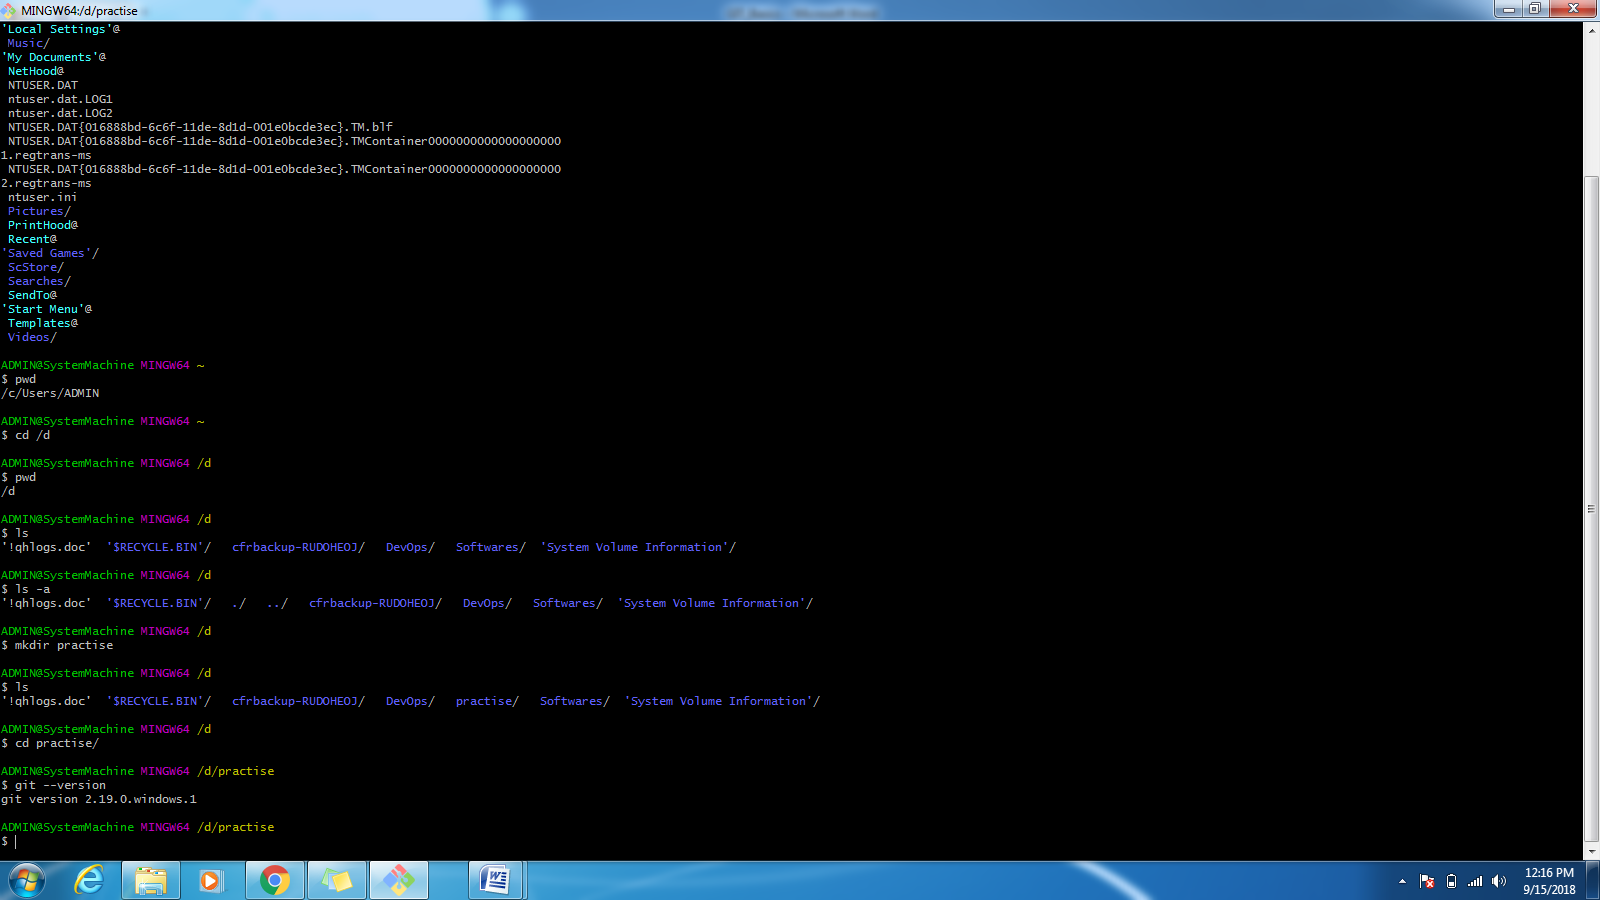 MINGW64:/d/practise
'Local Settings'@
Music/
'My Documents'@
NetHood@
NTUSER.DAT
ntuser.dat.LOG1
ntuser.dat.LOG2
NTUSER.DAT{016888bd-6c6f-11de-8d1d-001e0bcde3ec}.TM.blf
NTUSER.DAT{016888bd-6c6f-11de-8d1d-001e0bcde3ec}.TMContainer0000000000000000000
1.regtrans-ms
NTUSER.DAT{016888bd-6c6f-11de-8d1d-001e0bcde3ec}.TMContainer0000000000000000000
2.regtrans-ms
ntuser.ini
Pictures/
PrintHood@
Recent@
'Saved Games'/
ScStore/
Searches/
SendTo@
'Start Menu'@
Templates@
Videos/
ADMIN@SystemMachine MINGW64 ~
$ pwd
/c/Users/ADMIN
ADMIN@SystemMachine MINGW64 ~
$ cd /d
ADMIN@SystemMachine MINGW64 /d
$ pwd
/d
ADMIN@SystemMachine MINGW64 /d
$ ls
'!qhlogs.doc' '$RECYCLE.BIN'/ cfrbackup-RUDOHEOJ/ DevOps/ Softwares/ 'System Volume Information'/
ADMIN@SystemMachine MINGW64 /d
$ ls -a
'!qhlogs.doc' '$RECYCLE.BIN'/ ./ ../ cfrbackup-RUDOHEOJ/ DevOps/ Softwares/ 'System Volume Information'/
ADMIN@SystemMachine MINGW64 /d
$ mkdir practise
ADMIN@SystemMachine MINGW64 /d
$ ls
'!qhlogs.doc' '$RECYCLE.BIN'/ cfrbackup-RUDOHEOJ/ DevOps/ practise/ Softwares/ 'System Volume Information'/
ADMIN@SystemMachine MINGW64 /d
$ cd practise/
ADMIN@SystemMachine MINGW64 /d/practise
$ git --version
git version 2.19.0.windows.1
ADMIN@SystemMachine MINGW64 /d/practise
$
12:16 PM
9/15/2018